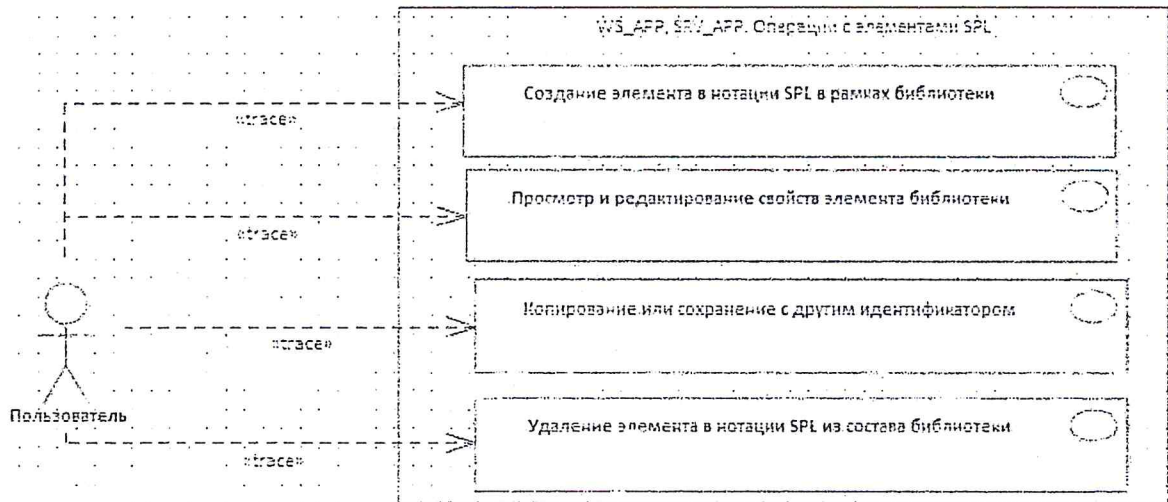 WS_APP, SRV_APP. Операции с элементами SPL
Создание элемента в нотации SPL в рамках библиотеки
«trace»
Просмотр и редактирование свойств элемента библиотеки
«trace»
Копирование или сохранение с другим идентификатором
«trace»
Пользователь
Удаление элемента в нотации SPL из состава библиотеки
«trace»